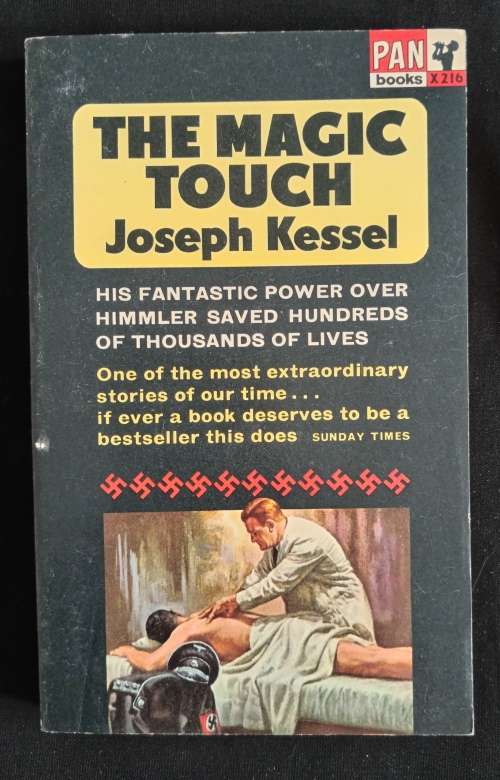 PAN
books X216
THE MAGIC
TOUCH
Joseph Kessel
HIS FANTASTIC POWER OVER
HIMMLER SAVED HUNDREDS
OF THOUSANDS OF LIVES
One of the most extraordinary
stories of our time...
if ever a book deserves to be a
bestseller this does SUNDAY TIMES